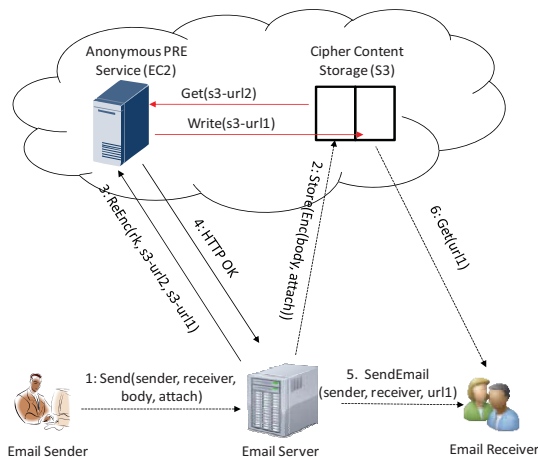 Anonymous PRE
Service (EC2)
Cipher Content
Storage (S3)
Get(s3-url2)
Write(s3-url1)
3: ReEnc(rk, s3-url2, s3-url1)
4: HTTP OK
2: Store(Enc(body,
attach))
6: Get(url1)
1: Send(sender, receiver,
body, attach)
5. SendEmail
(sender, receiver, url1)
Email Sender
Email Server
Email Receiver